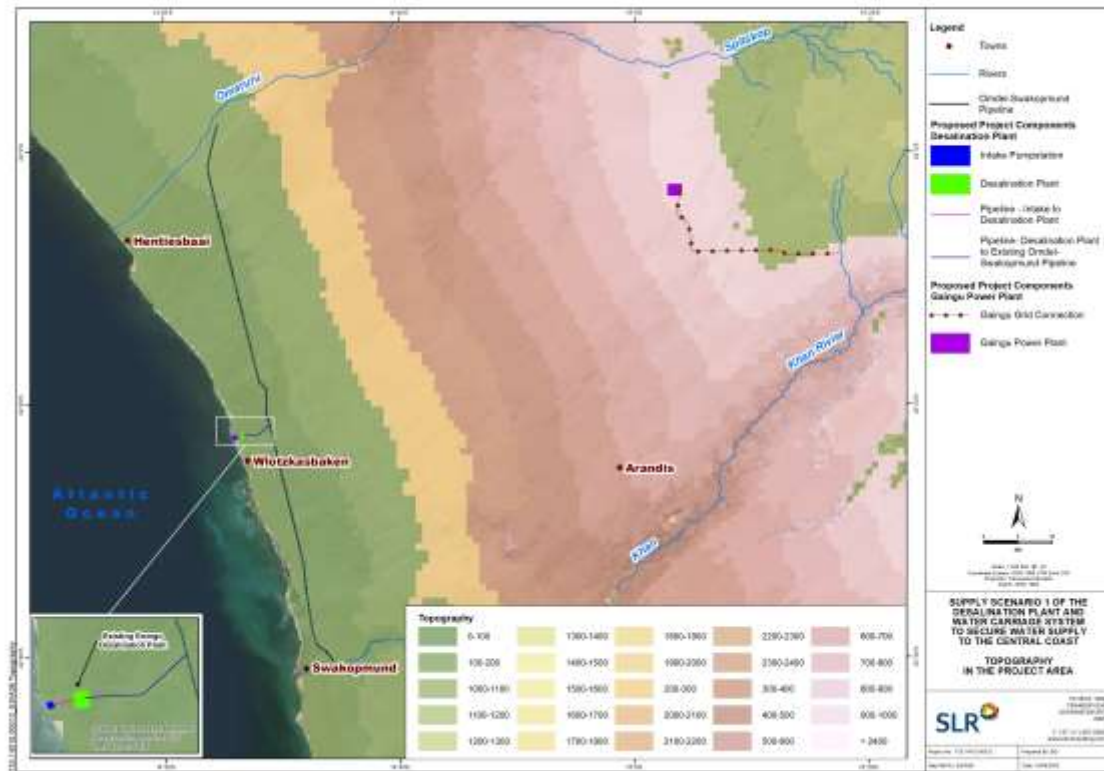 Omaruru
Spitzkop
Hentiesbaai
Khan Rivier
Wlotzkasbaken
Arandis
Atlantic
Ocean
Khan
Swakopmund
Existing Erongo
Desalination Plant
Topography
0-100
100-200
1000-1100
1100-1200
1200-1300
1300-1400
1400-1500
1500-1600
1600-1700
1700-1800
1800-1900
1900-2000
200-300
2000-2100
2100-2200
2200-2300
2300-2400
300-400
400-500
500-600
600-700
700-800
900-1000
> 2400
Legend
Towns
Rivers
Omdel-Swakopmund
Pipeline
Proposed Project Components
Desalination Plant
Intake Pumpstation
Desalination Plant
Pipeline - Intake to
Desalination Plant
Pipeline- Desalination Plant
to Existing Omdel-
Swakopmund Pipeline
Proposed Project Components
Gaingu Power Plant
Gaingu Grid Connection
Gaingu Power Plant
N
SUPPLY SCENARIO 1 OF THE
DESALINATION PLANT AND
WATER CARRIAGE SYSTEM
TO SECURE WATER SUPPLY
TO THE CENTRAL COAST
TOPOGRAPHY
IN THE PROJECT AREA
SLR